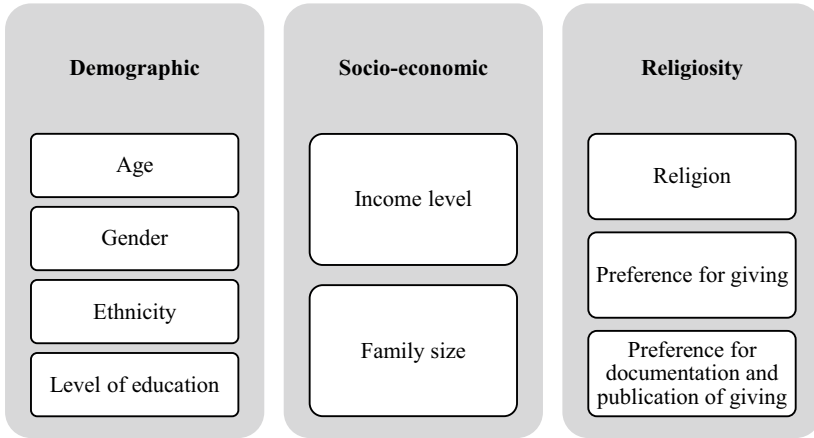 Demographic
Age
Gender
Ethnicity
Level of education
Socio-economic
Income level
Family size
Religiosity
Religion
Preference for giving
Preference for
documentation and
publication of giving